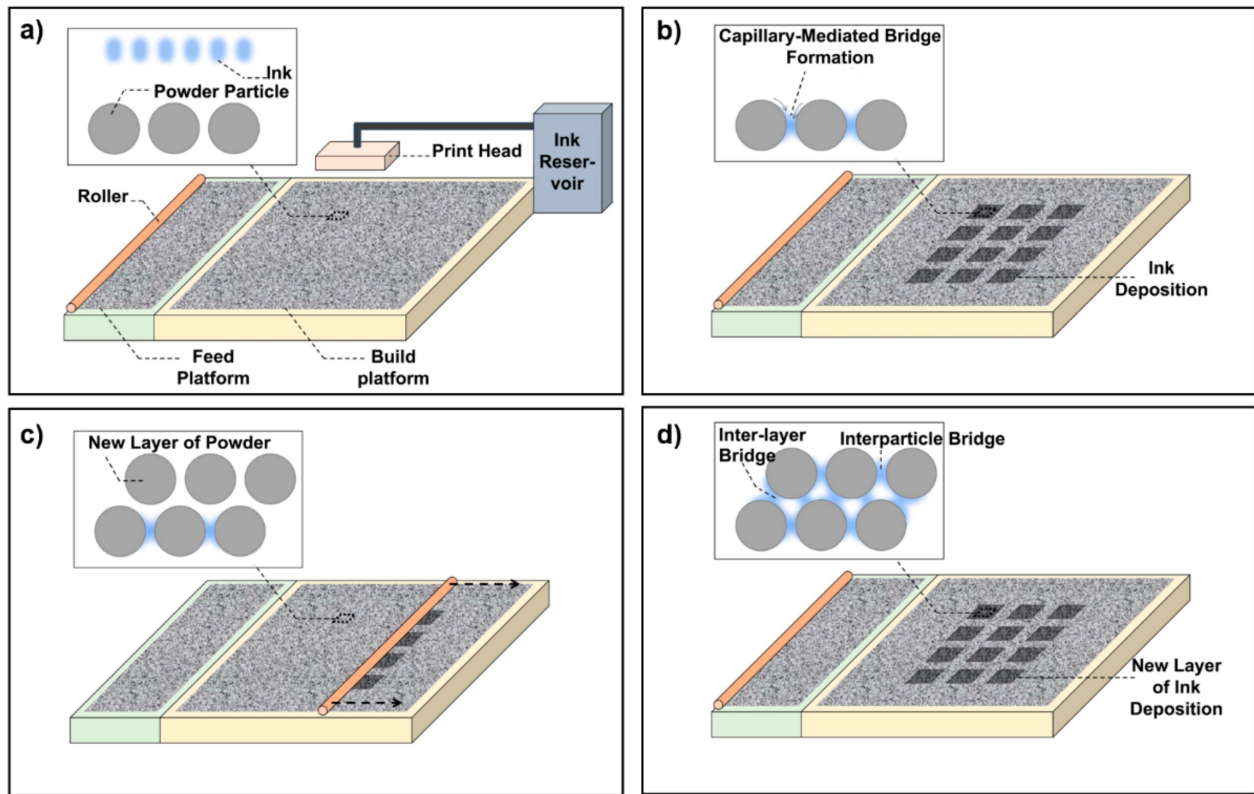 a)
Ink
Powder Particle
Print Head
Ink
Reser-
voir
Roller
Feed
Platform
Build
platform
b)
Capillary-Mediated Bridge
Formation
Ink
Deposition
c)
New Layer of Powder
d)
Inter-layer
Bridge
Interparticle Bridge
New Layer
of Ink
Deposition